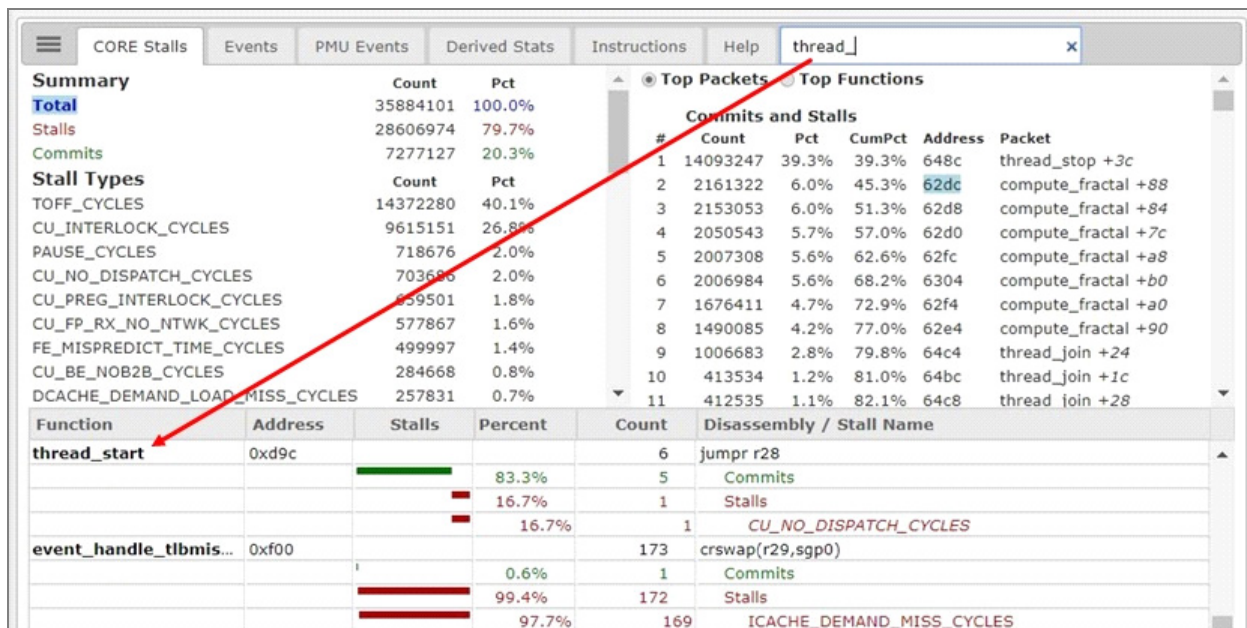 CORE Stalls Events PMU Events Derived Stats Instructions Help thread_ ×
Summary Count Pct
Total 35884101 100.0%
Stalls 28606974 79.7%
Commits 7277127 20.3%
Stall Types Count Pct
TOFF_CYCLES 14372280 40.1%
CU_INTERLOCK_CYCLES 9615151 26.8%
PAUSE_CYCLES 718676 2.0%
CU_NO_DISPATCH_CYCLES 703686 2.0%
CU_PREG_INTERLOCK_CYCLES 659501 1.8%
CU_FP_RX_NO_NTWK_CYCLES 577867 1.6%
FE_MISPREDICT_TIME_CYCLES 499997 1.4%
CU_BE_NOB2B_CYCLES 284668 0.8%
DCACHE_DEMAND_LOAD_MISS_CYCLES 257831 0.7%
Top Packets Top Functions
Commits and Stalls
# Count Pct CumPct Address Packet
1 14093247 39.3% 39.3% 648c thread_stop +3c
2 2161322 6.0% 45.3% 62dc compute_fractal +88
3 2153053 6.0% 51.3% 62d8 compute_fractal +84
4 2050543 5.7% 57.0% 62d0 compute_fractal +7c
5 2007308 5.6% 62.6% 62fc compute_fractal +a8
6 2006984 5.6% 68.2% 6304 compute_fractal +b0
7 1676411 4.7% 72.9% 62f4 compute_fractal +a0
8 1490085 4.2% 77.0% 62e4 compute_fractal +90
9 1006683 2.8% 79.8% 64c4 thread_join +24
10 413534 1.2% 81.0% 64bc thread_join +1c
11 412535 1.1% 82.1% 64c8 thread_join +28
Function Address Stalls Percent Count Disassembly / Stall Name
thread_start 0xd9c 6 jumpr r28
83.3% 5 Commits
16.7% 1 Stalls
16.7% 1 CU_NO_DISPATCH_CYCLES
event_handle_tlbmis... 0xf00 173 crswap(r29,sgp0)
0.6% 1 Commits
99.4% 172 Stalls
97.7% 169 ICACHE_DEMAND_MISS_CYCLES